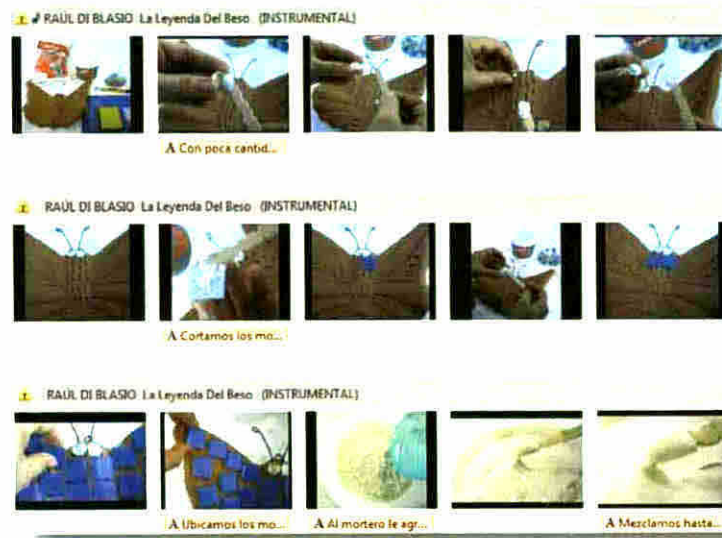 RAÚL DI BLASIO La Leyenda Del Beso (INSTRUMENTAL)
A Con poca cantid...
RAÚL DI BLASIO La Leyenda Del Beso (INSTRUMENTAL)
A Cortamos los mo...
RAÚL DI BLASIO La Leyenda Del Beso (INSTRUMENTAL)
A Ubicamos los mo...
A Al mortero le agr...
A Mezclamos hasta...